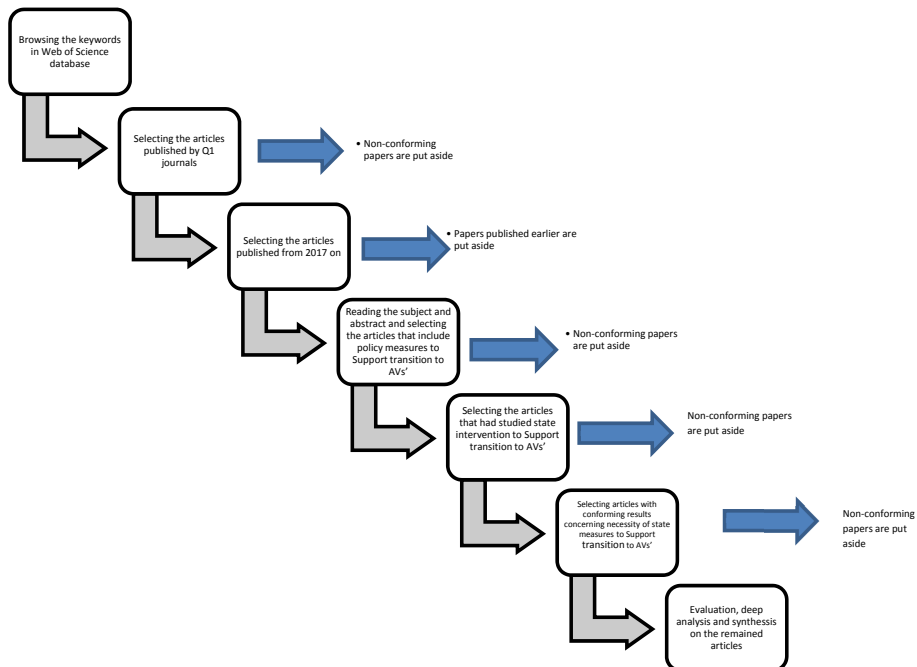 Browsing the keywords
in Web of Science
database
Selecting the articles
published by Q1
journals
• Non-conforming
papers are put aside
Selecting the articles
published from 2017 on
• Papers published earlier are
put aside
Reading the subject and
abstract and selecting
the articles that include
policy measures to
Support transition to
AVs'
• Non-conforming papers
are put aside
Selecting the articles
that had studied state
intervention to Support
transition to AVs'
Non-conforming papers
are put aside
Selecting articles with
conforming results
concerning necessity of state
measures to Support
transition to AVs'
Non-conforming
papers are put
aside
Evaluation, deep
analysis and synthessis
on the remained
articles